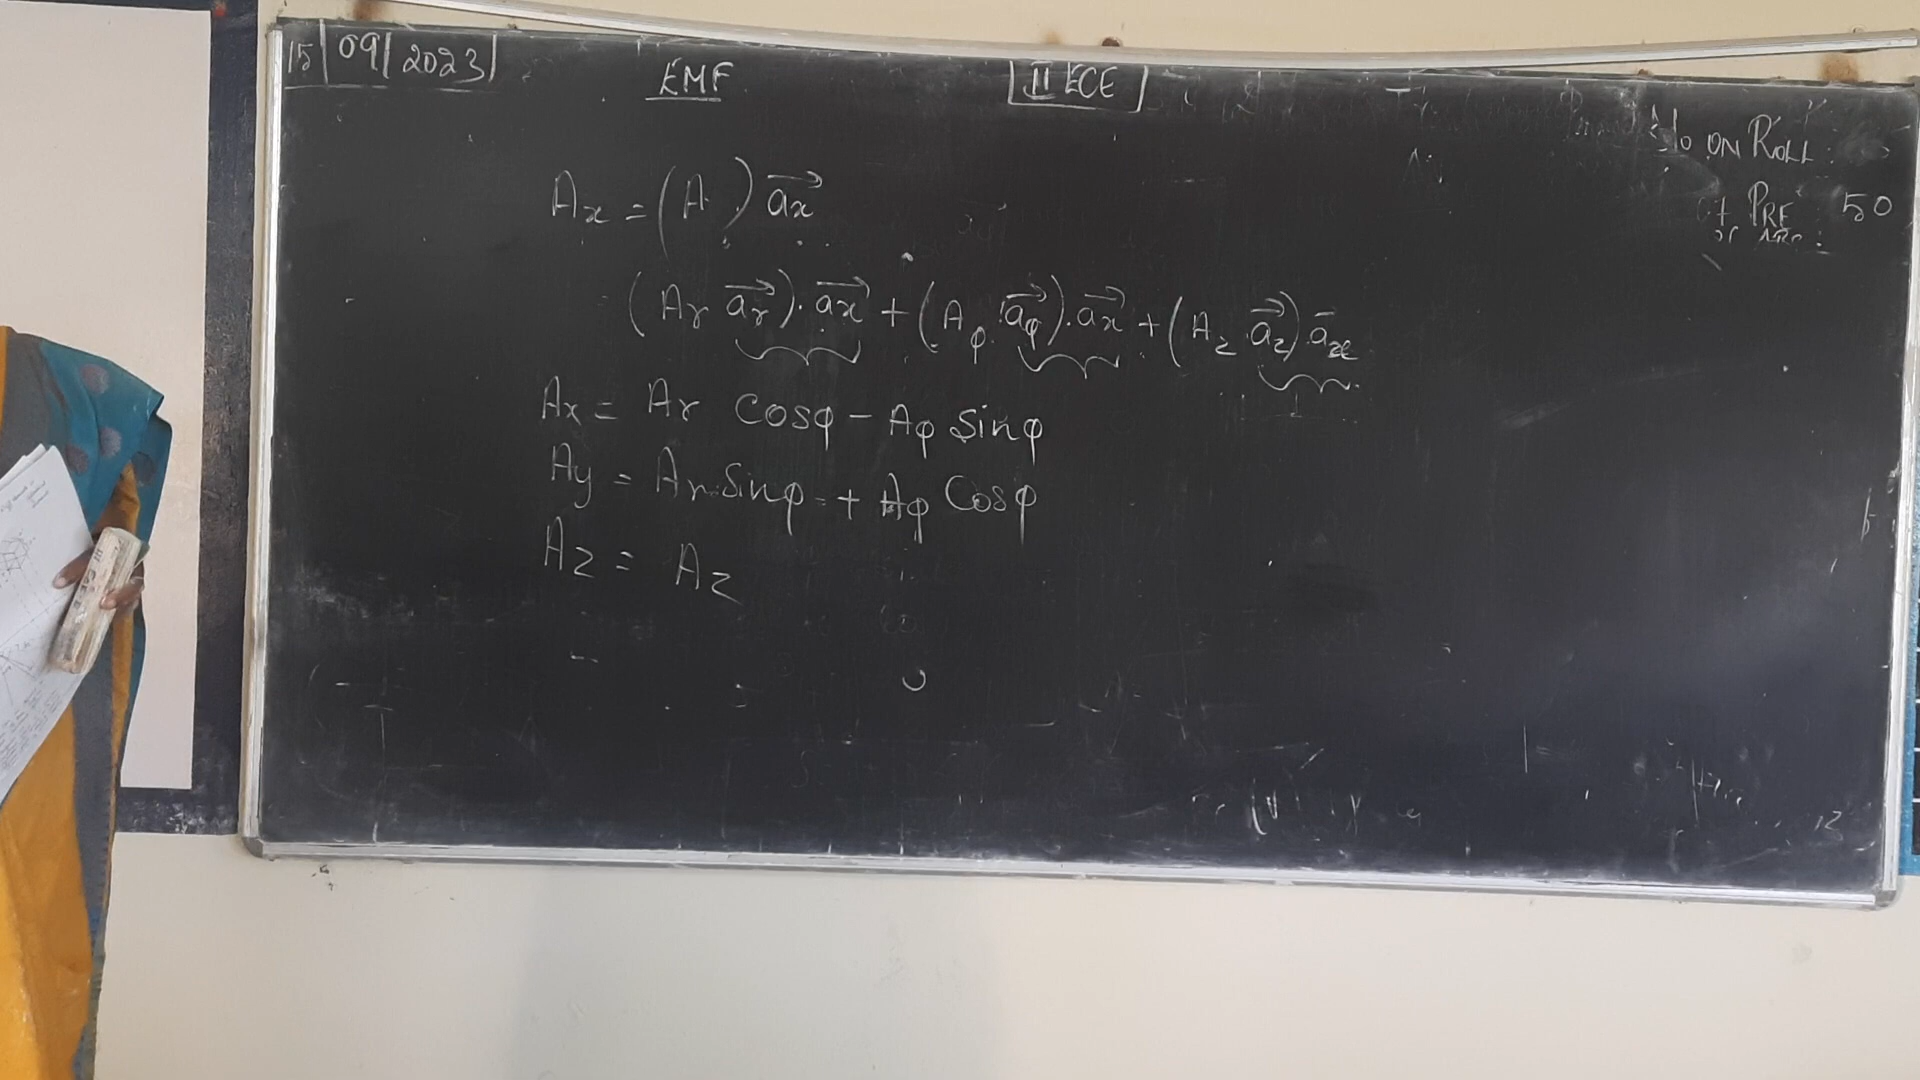 15/09/2023
EMF
II ECE
No ON ROLL :
PRE 50
Ax = (A ) ax→
(Ar ar→).ax→ + (Aφ.aφ→).ax→ + (Az az→).a̅x
Ax = Ar Cosφ - Aφ Sinφ
Ay = Ar Sinφ + Aφ Cosφ
Az = Az